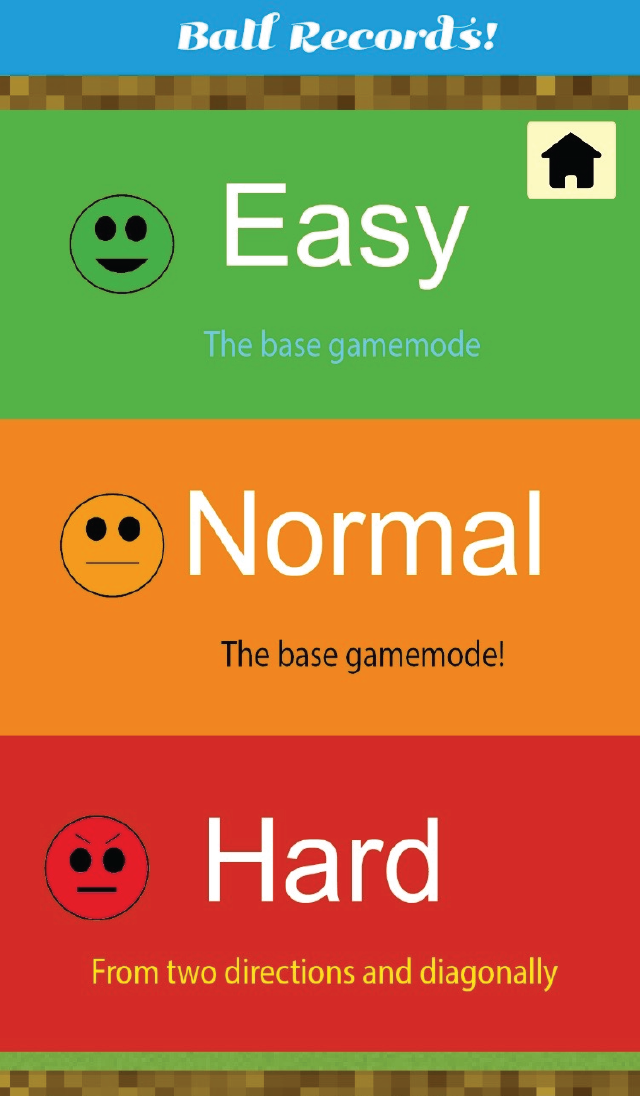 Ball Records!
Easy
The base gamemode
Normal
The base gamemode!
Hard
From two directions and diagonally